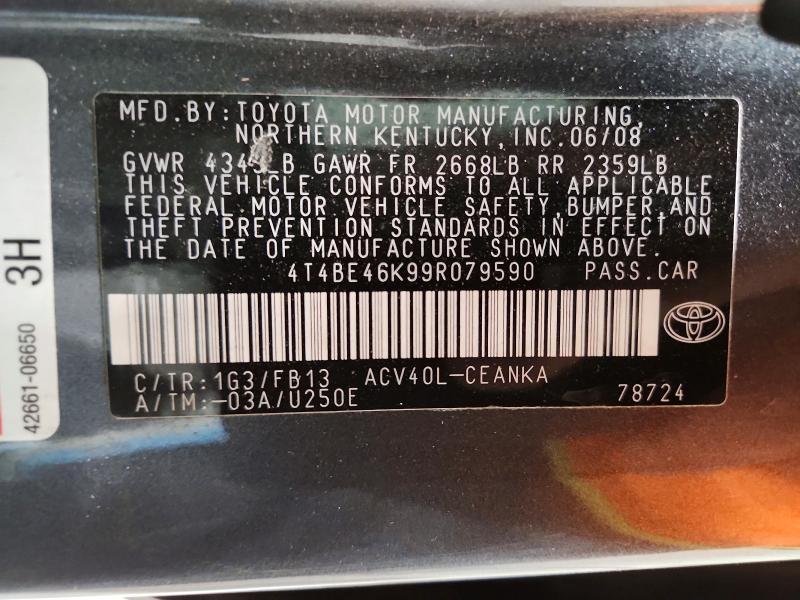 MFD.BY:TOYOTA MOTOR MANUFACTURING,
NORTHERN KENTUCKY,INC.06/08
GVWR GAWR FR 2668LB RR 2359LB
THIS VEHICLE CONFORMS TO ALL APPLICABLE
FEDERAL MOTOR VEHICLE SAFETY,BUMPER,AND
THEFT PREVENTION STANDARDS IN EFFECT ON
THE DATE OF MANUFACTURE SHOWN ABOVE.
4T4BE46K99R079590 PASS.CAR
C/TR:1G3/FB13 ACV40L-CEANKA
A/TM:-03A/U250E 78724
3H
42661-06650